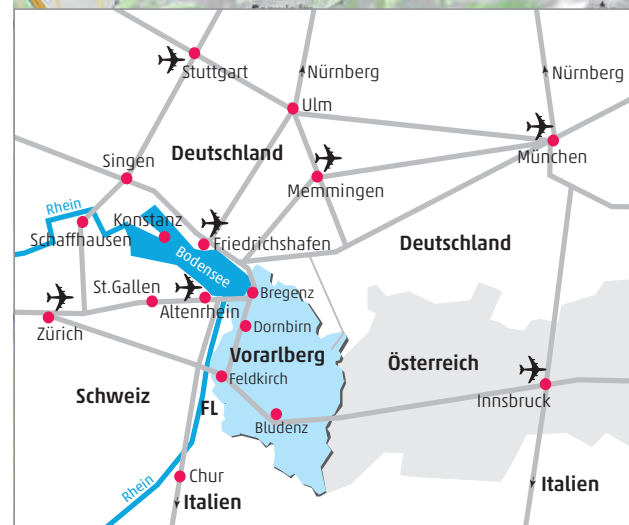 Stuttgart
Nürnberg
Nürnberg
Ulm
München
Singen
Deutschland
Memmingen
Rhein
Konstanz
Schaffhausen
Friedrichshafen
Deutschland
Bodensee
St.Gallen
Bregenz
Altenrhein
Zürich
Dornbirn
Vorarlberg
Österreich
Feldkirch
Schweiz
FL
Innsbruck
Bludenz
Chur
Rhein
Italien
Italien